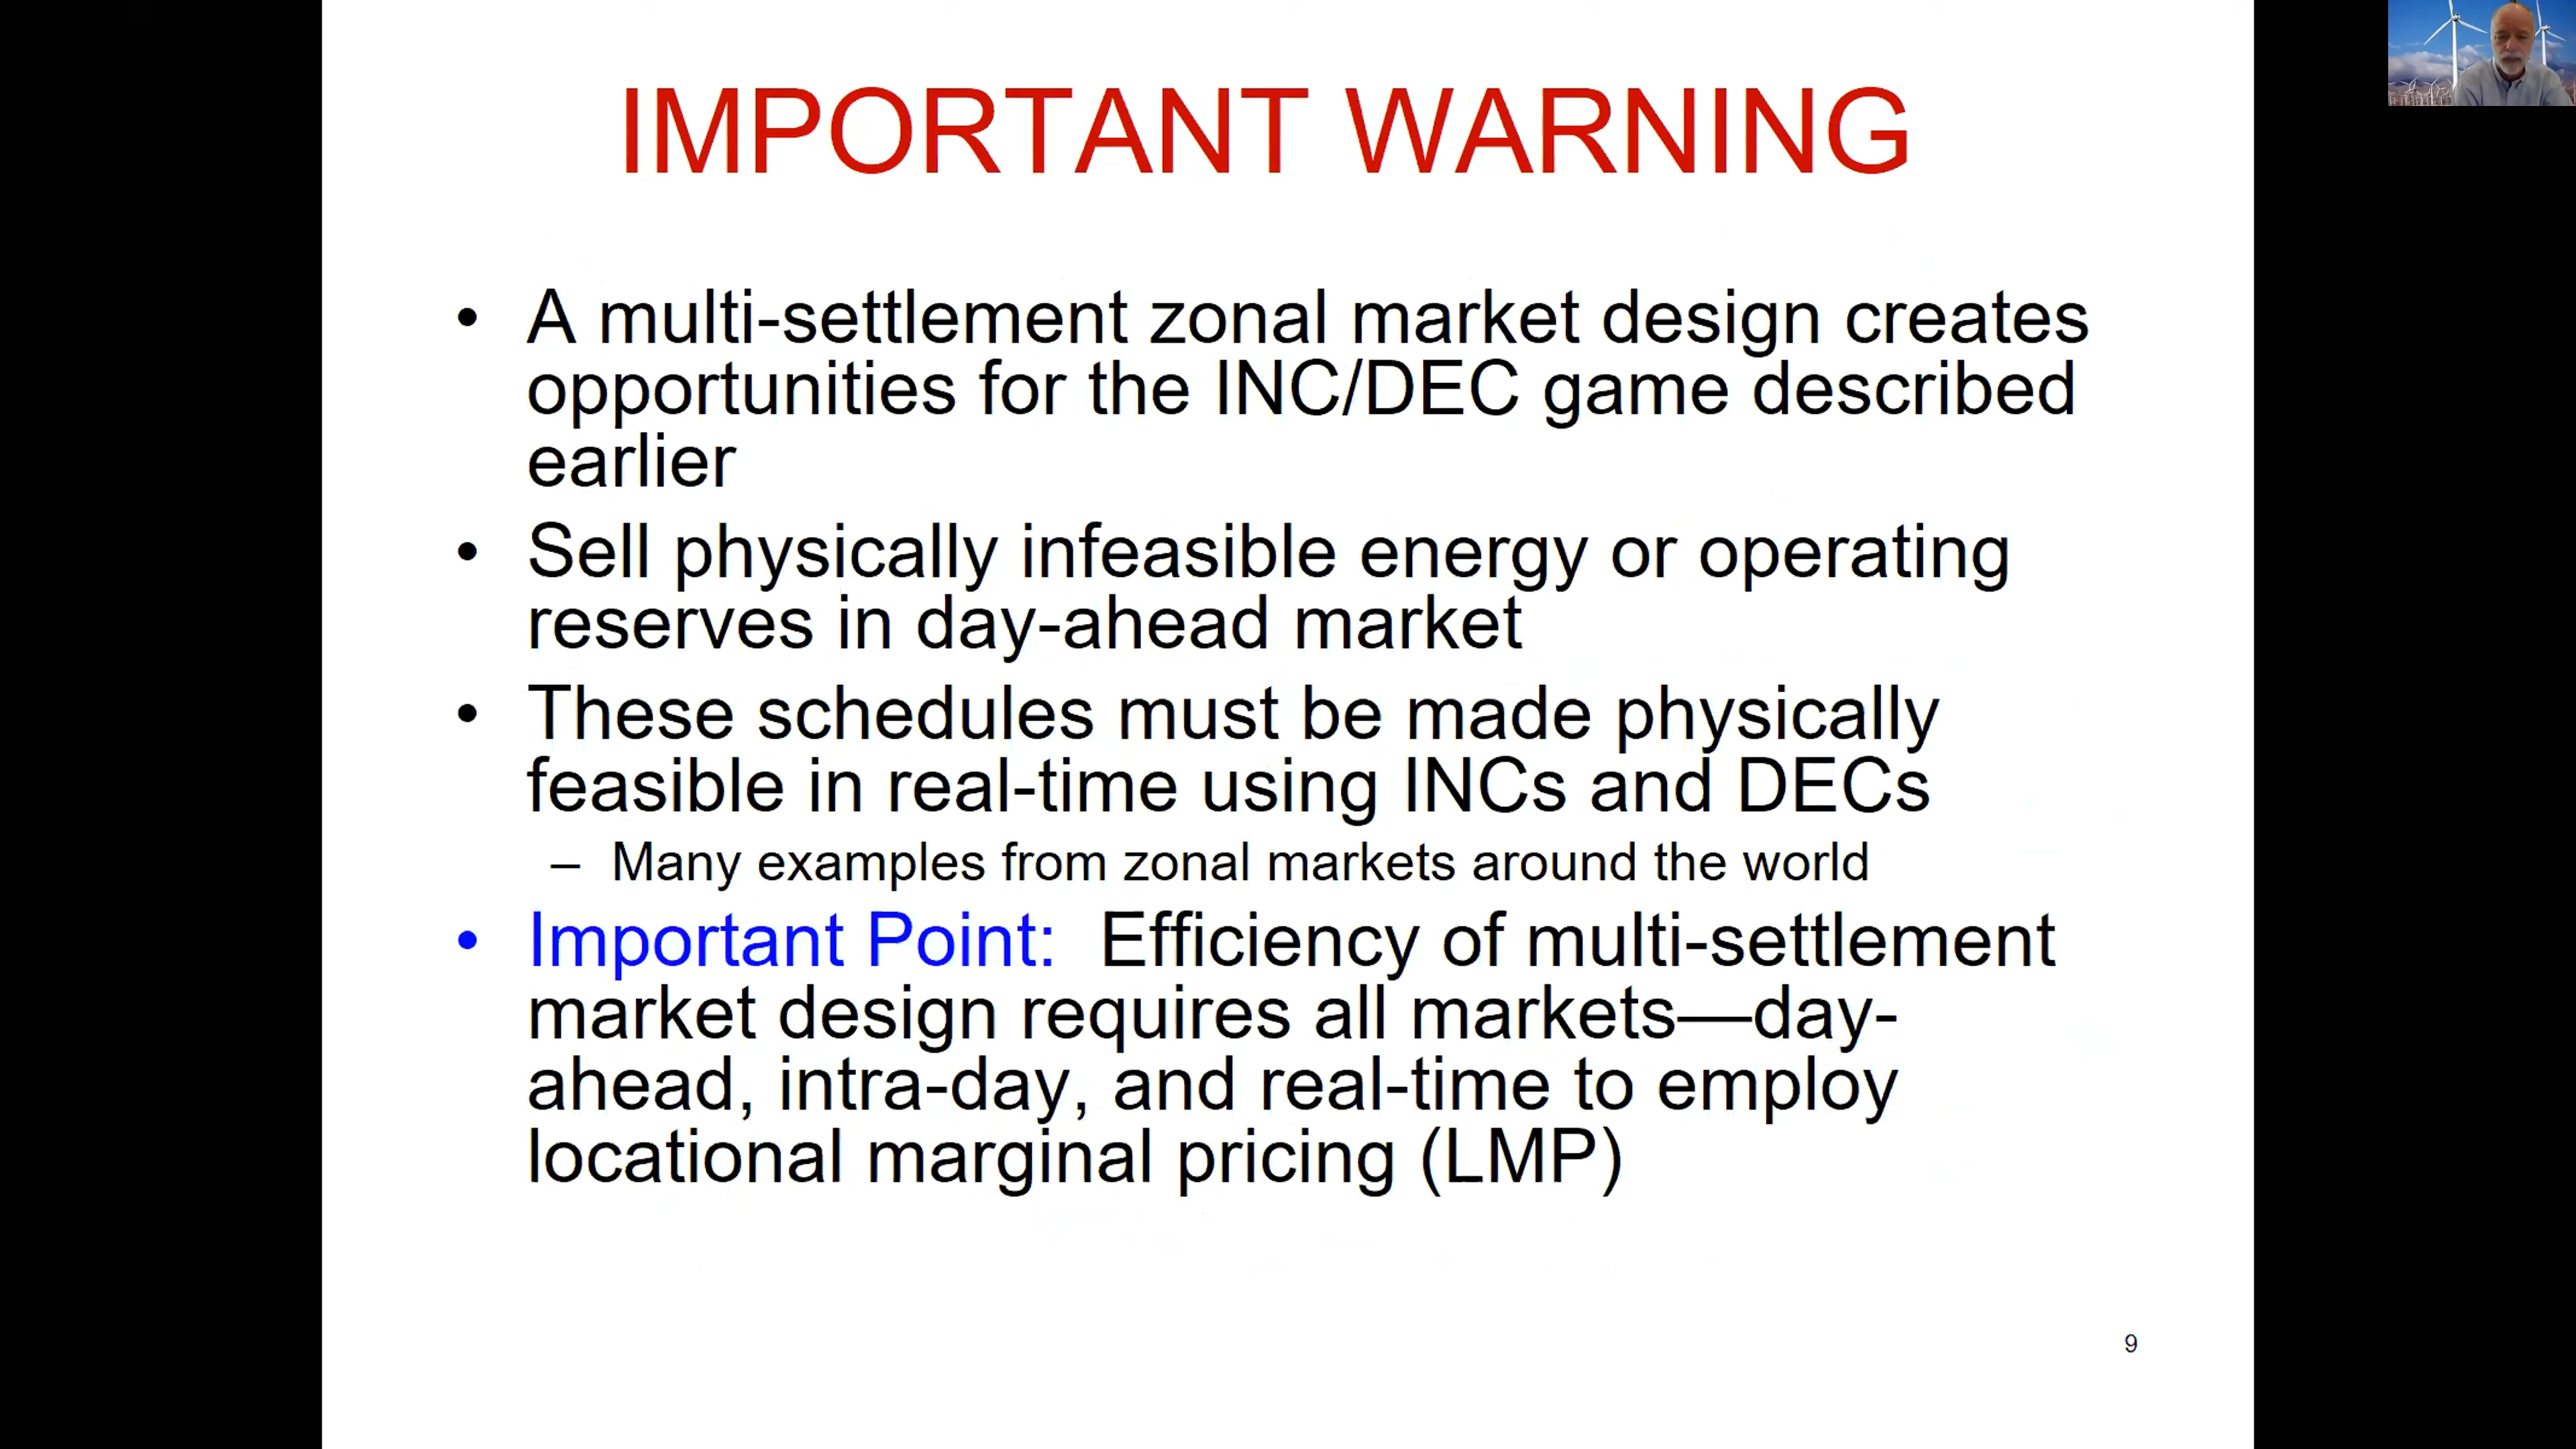 IMPORTANT WARNING
• A multi-settlement zonal market design creates
opportunities for the INC/DEC game described
earlier
• Sell physically infeasible energy or operating
reserves in day-ahead market
• These schedules must be made physically
feasible in real-time using INCs and DECs
– Many examples from zonal markets around the world
• Important Point: Efficiency of multi-settlement
market design requires all markets—day-
ahead, intra-day, and real-time to employ
locational marginal pricing (LMP)
9